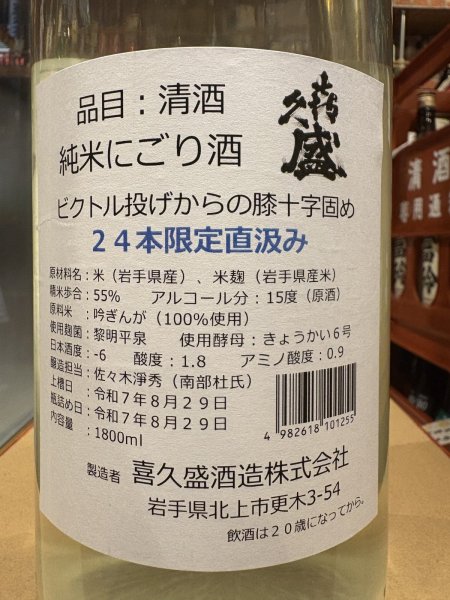 品目：清酒
純米にごり酒
喜久盛
ビクトル投げからの膝十字固め
２４本限定直汲み
原材料名：米（岩手県産）、米麹（岩手県産米）
精米歩合：55%　アルコール分：15度（原酒）
原料米　：吟ぎんが（100%使用）
使用麹菌：黎明平泉　使用酵母：きょうかい６号
日本酒度：-6　酸度：1.8　アミノ酸度：0.9
醸造担当：佐々木淨秀（南部杜氏）
上槽日　：令和７年８月２９日
瓶詰め日：令和７年８月２９日
内容量　：1800ml
4 982618 101255
製造者　喜久盛酒造株式会社
岩手県北上市更木3-54
飲酒は２０歳になってから。
清酒
専用通